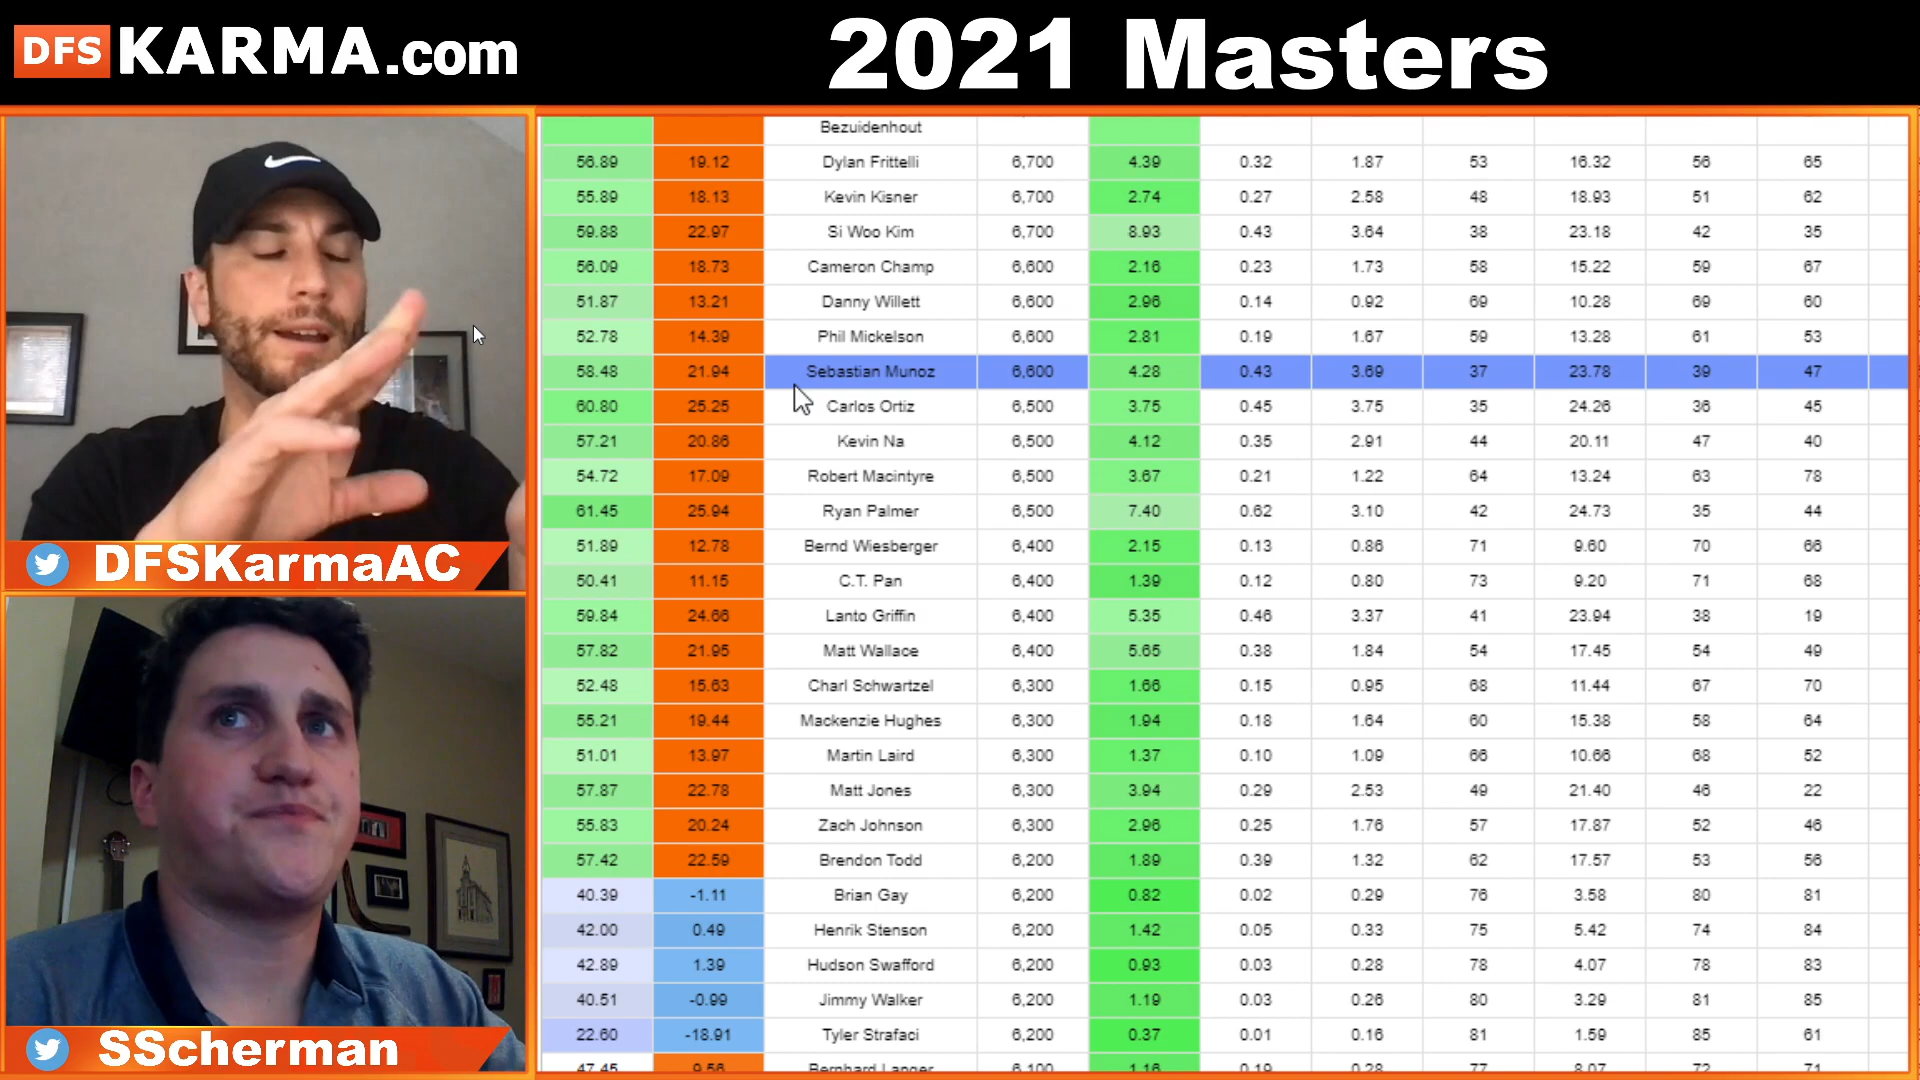 DFS KARMA.com
2021 Masters
Bezuidenhout
56.89 19.12 Dylan Frittelli 6,700 4.39 0.32 1.87 53 16.32 56 65
55.89 18.13 Kevin Kisner 6,700 2.74 0.27 2.58 48 18.93 51 62
59.88 22.97 Si Woo Kim 6,700 8.93 0.43 3.64 38 23.18 42 35
56.09 18.73 Cameron Champ 6,600 2.16 0.23 1.73 58 15.22 59 67
51.87 13.21 Danny Willett 6,600 2.96 0.14 0.92 69 10.28 69 60
52.78 14.39 Phil Mickelson 6,600 2.81 0.19 1.67 59 13.28 61 53
58.48 21.94 Sebastian Munoz 6,600 4.28 0.43 3.69 37 23.78 39 47
60.80 25.25 Carlos Ortiz 6,500 3.75 0.45 3.75 35 24.26 36 45
57.21 20.86 Kevin Na 6,500 4.12 0.35 2.91 44 20.11 47 40
54.72 17.09 Robert Macintyre 6,500 3.67 0.21 1.22 64 13.24 63 78
61.45 25.94 Ryan Palmer 6,500 7.40 0.62 3.10 42 24.73 35 44
51.89 12.78 Bernd Wiesberger 6,400 2.15 0.13 0.86 71 9.60 70 66
50.41 11.15 C.T. Pan 6,400 1.39 0.12 0.80 73 9.20 71 68
59.84 24.66 Lanto Griffin 6,400 5.35 0.46 3.37 41 23.94 38 19
57.82 21.95 Matt Wallace 6,400 5.65 0.38 1.84 54 17.45 54 49
52.48 15.63 Charl Schwartzel 6,300 1.66 0.15 0.95 68 11.44 67 70
55.21 19.44 Mackenzie Hughes 6,300 1.94 0.18 1.64 60 15.38 58 64
51.01 13.97 Martin Laird 6,300 1.37 0.10 1.09 66 10.66 68 52
57.87 22.78 Matt Jones 6,300 3.94 0.29 2.53 49 21.40 46 22
55.83 20.24 Zach Johnson 6,300 2.96 0.25 1.76 57 17.87 52 46
57.42 22.59 Brendon Todd 6,200 1.89 0.39 1.32 62 17.57 53 56
40.39 -1.11 Brian Gay 6,200 0.82 0.02 0.29 76 3.58 80 81
42.00 0.49 Henrik Stenson 6,200 1.42 0.05 0.33 75 5.42 74 84
42.89 1.39 Hudson Swafford 6,200 0.93 0.03 0.28 78 4.07 78 83
40.51 -0.99 Jimmy Walker 6,200 1.19 0.03 0.26 80 3.29 81 85
22.60 -18.91 Tyler Strafaci 6,200 0.37 0.01 0.16 81 1.59 85 61
47.45 9.56 Bernhard Langer 6,100 1.16 0.19 0.28 77 8.07 72 71
DFSKarmaAC
SScherman